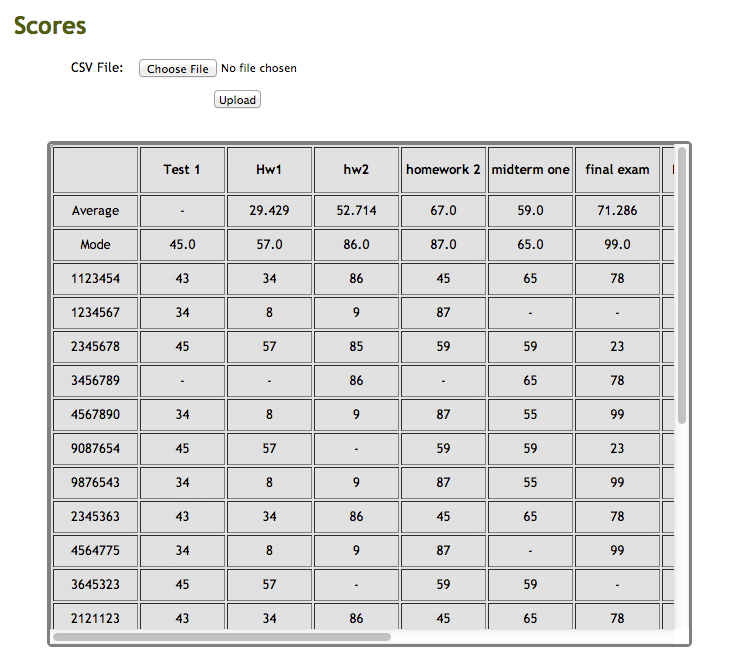 Scores
CSV File: Choose File No file chosen
Upload
Test 1 Hw1 hw2 homework 2 midterm one final exam
Average - 29.429 52.714 67.0 59.0 71.286
Mode 45.0 57.0 86.0 87.0 65.0 99.0
1123454 43 34 86 45 65 78
1234567 34 8 9 87 - -
2345678 45 57 85 59 59 23
3456789 - - 86 - 65 78
4567890 34 8 9 87 55 99
9087654 45 57 - 59 59 23
9876543 34 8 9 87 55 99
2345363 43 34 86 45 65 78
4564775 34 8 9 87 - 99
3645323 45 57 - 59 59 -
2121123 43 34 86 45 65 78